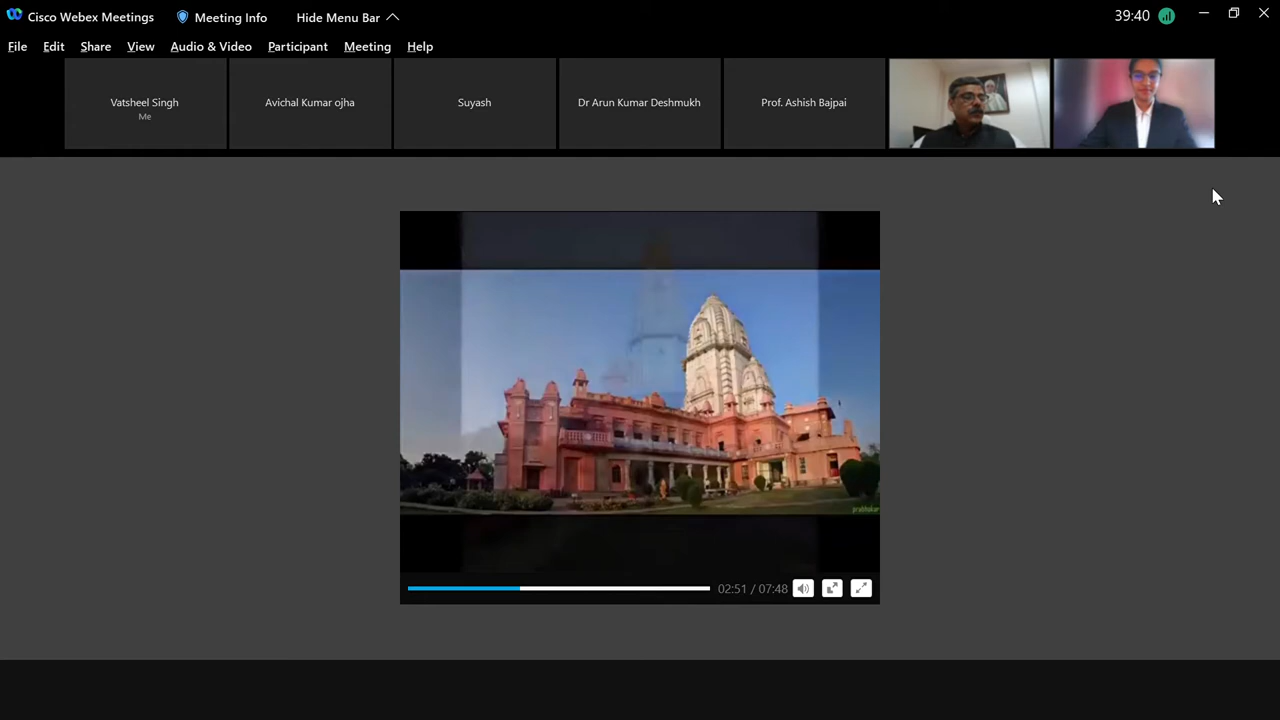 Cisco Webex Meetings
Meeting Info
Hide Menu Bar
39:40
File Edit Share View Audio & Video Participant Meeting Help
Vatsheel Singh
Me
Avichal Kumar ojha
Suyash
Dr Arun Kumar Deshmukh
Prof. Ashish Bajpai
prabhakar
02:51 / 07:48